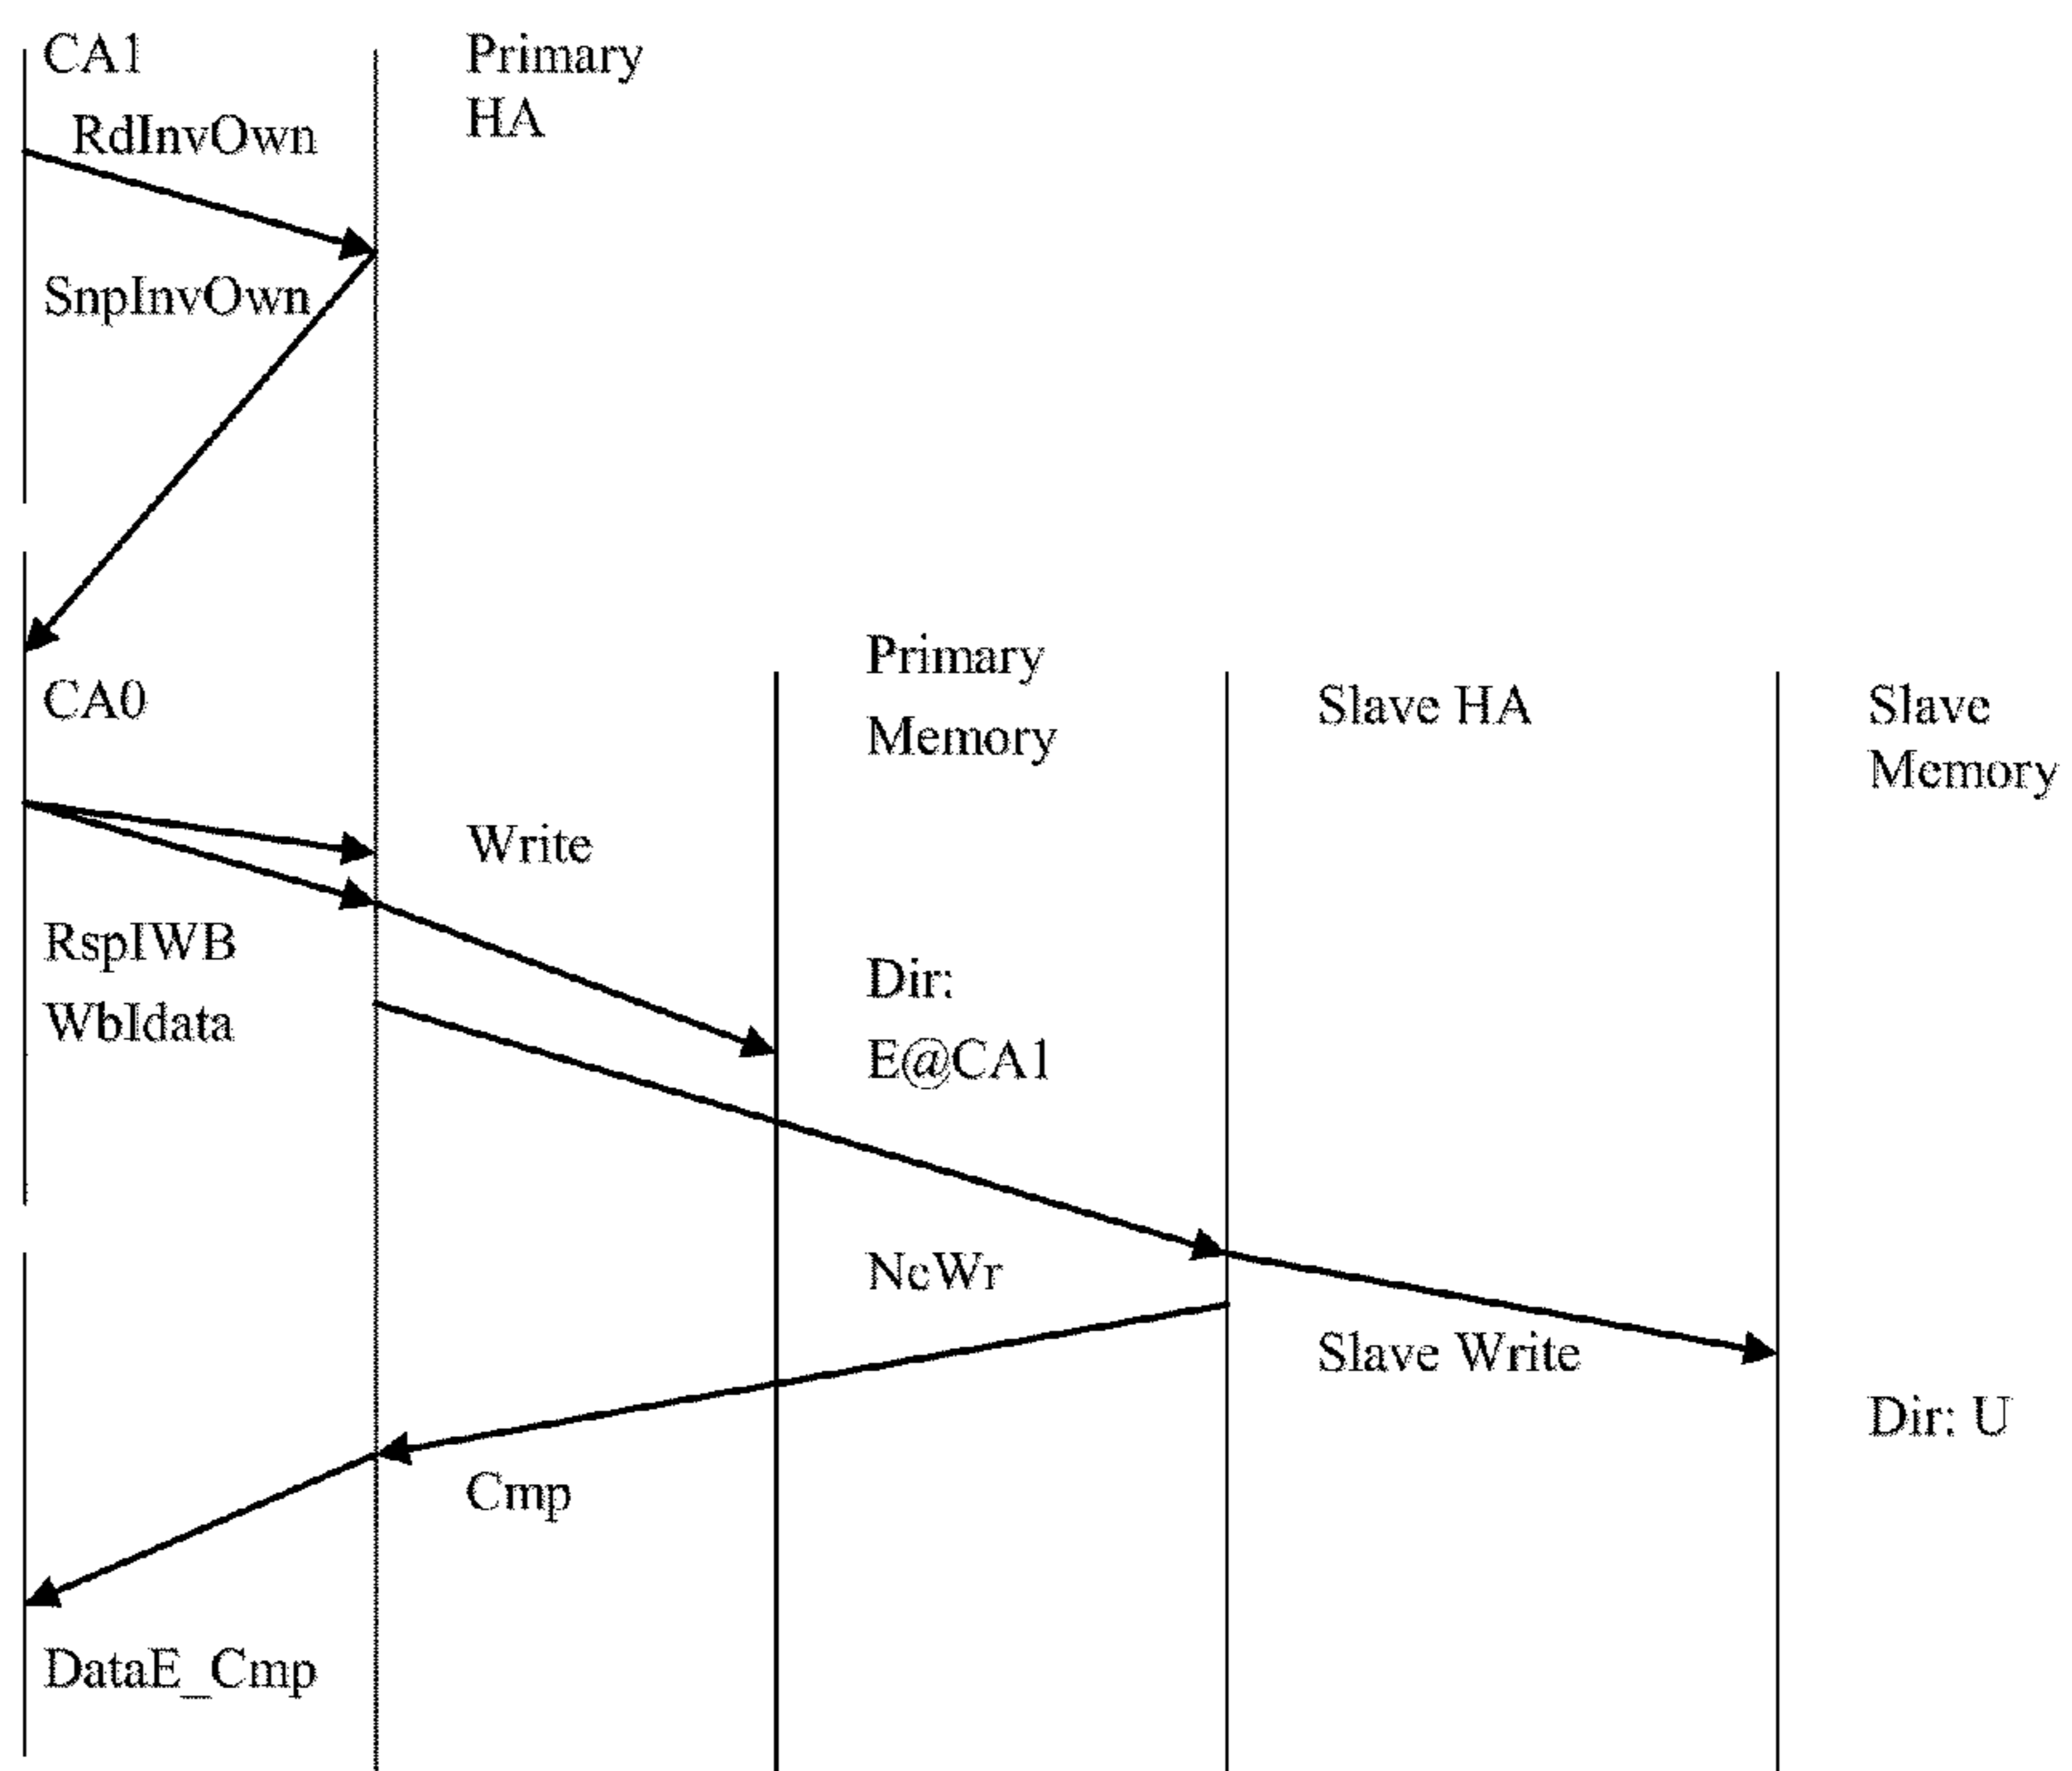 CA1
Primary
HA
RdInvOwn
SnpInvOwn
Primary
Memory
CA0
Slave HA
Slave
Memory
Write
RspIWB
WbIdata
Dir:
E@CA1
NcWr
Slave Write
Dir: U
Cmp
DataE_Cmp